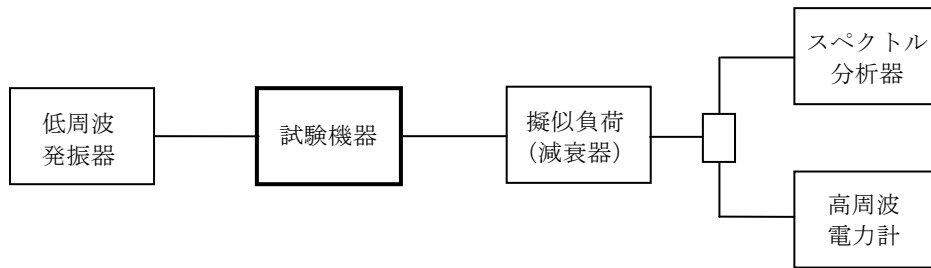 低周波
発振器
試験機器
擬似負荷
（減衰器）
スペクトル
分析器
高周波
電力計